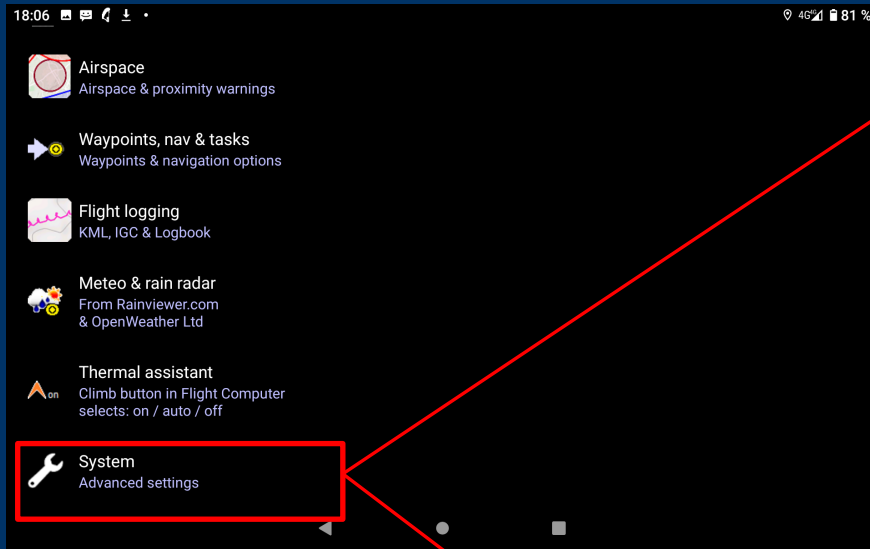 18:06
4G 4G 81 %
Airspace
Airspace & proximity warnings
Waypoints, nav & tasks
Waypoints & navigation options
Flight logging
KML, IGC & Logbook
Meteo & rain radar
From Rainviewer.com
& OpenWeather Ltd
Thermal assistant
on
Climb button in Flight Computer
selects: on / auto / off
System
Advanced settings